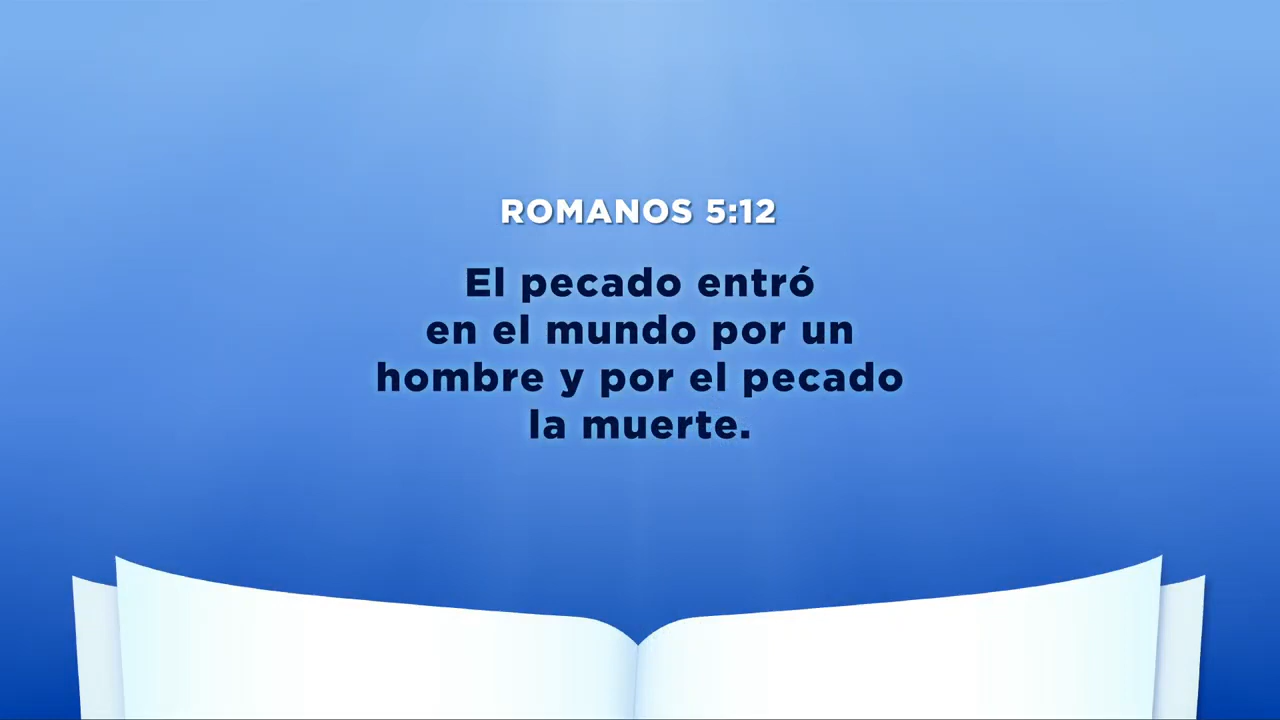 ROMANOS 5:12
El pecado entró
en el mundo por un
hombre y por el pecado
la muerte.